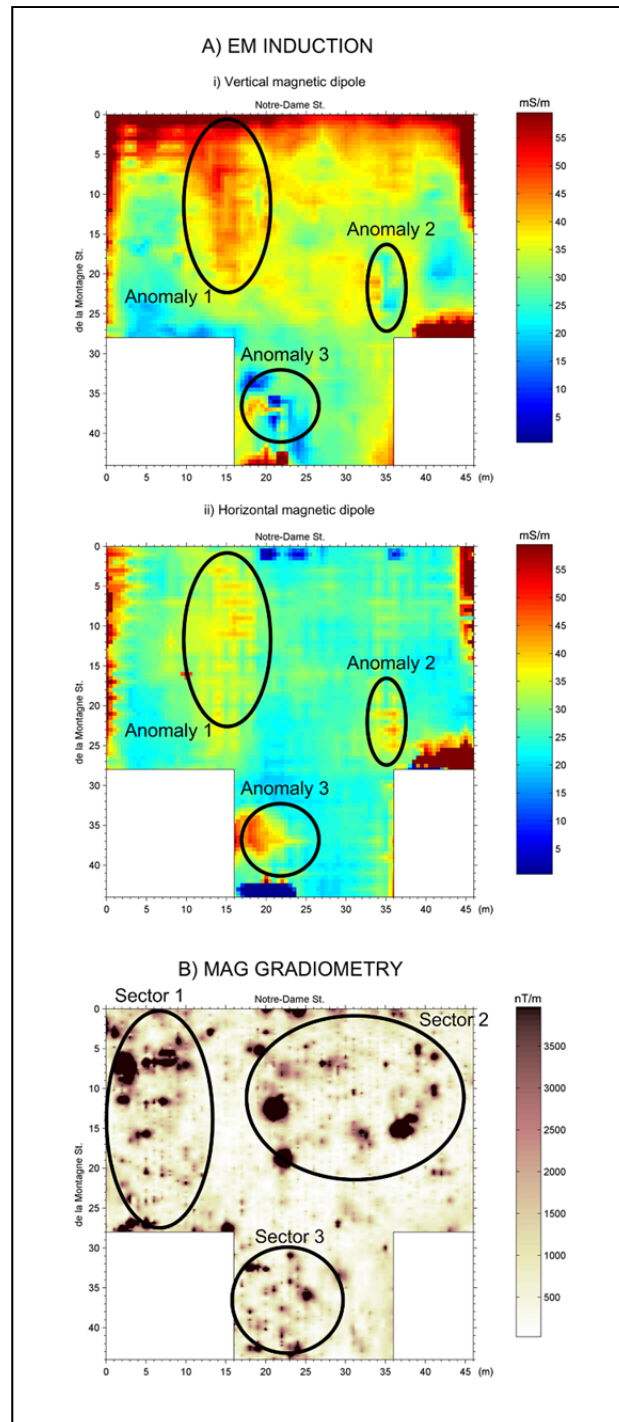 A) EM INDUCTION
i) Vertical magnetic dipole
Notre-Dame St.
mS/m
de la Montagne St.
0
5
10
15
20
25
30
35
40
Anomaly 1
Anomaly 2
Anomaly 3
0 5 10 15 20 25 30 35 40 45 (m)
55
50
45
40
35
30
25
20
15
10
5
ii) Horizontal magnetic dipole
Notre-Dame St.
mS/m
de la Montagne St.
0
5
10
15
20
25
30
35
40
Anomaly 1
Anomaly 2
Anomaly 3
0 5 10 15 20 25 30 35 40 45 (m)
55
50
45
40
35
30
25
20
15
10
5
B) MAG GRADIOMETRY
Sector 1
Notre-Dame St.
nT/m
Sector 2
de la Montagne St.
0
5
10
15
20
25
30
35
40
Sector 3
0 5 10 15 20 25 30 35 40 45 (m)
3500
3000
2500
2000
1500
1000
500